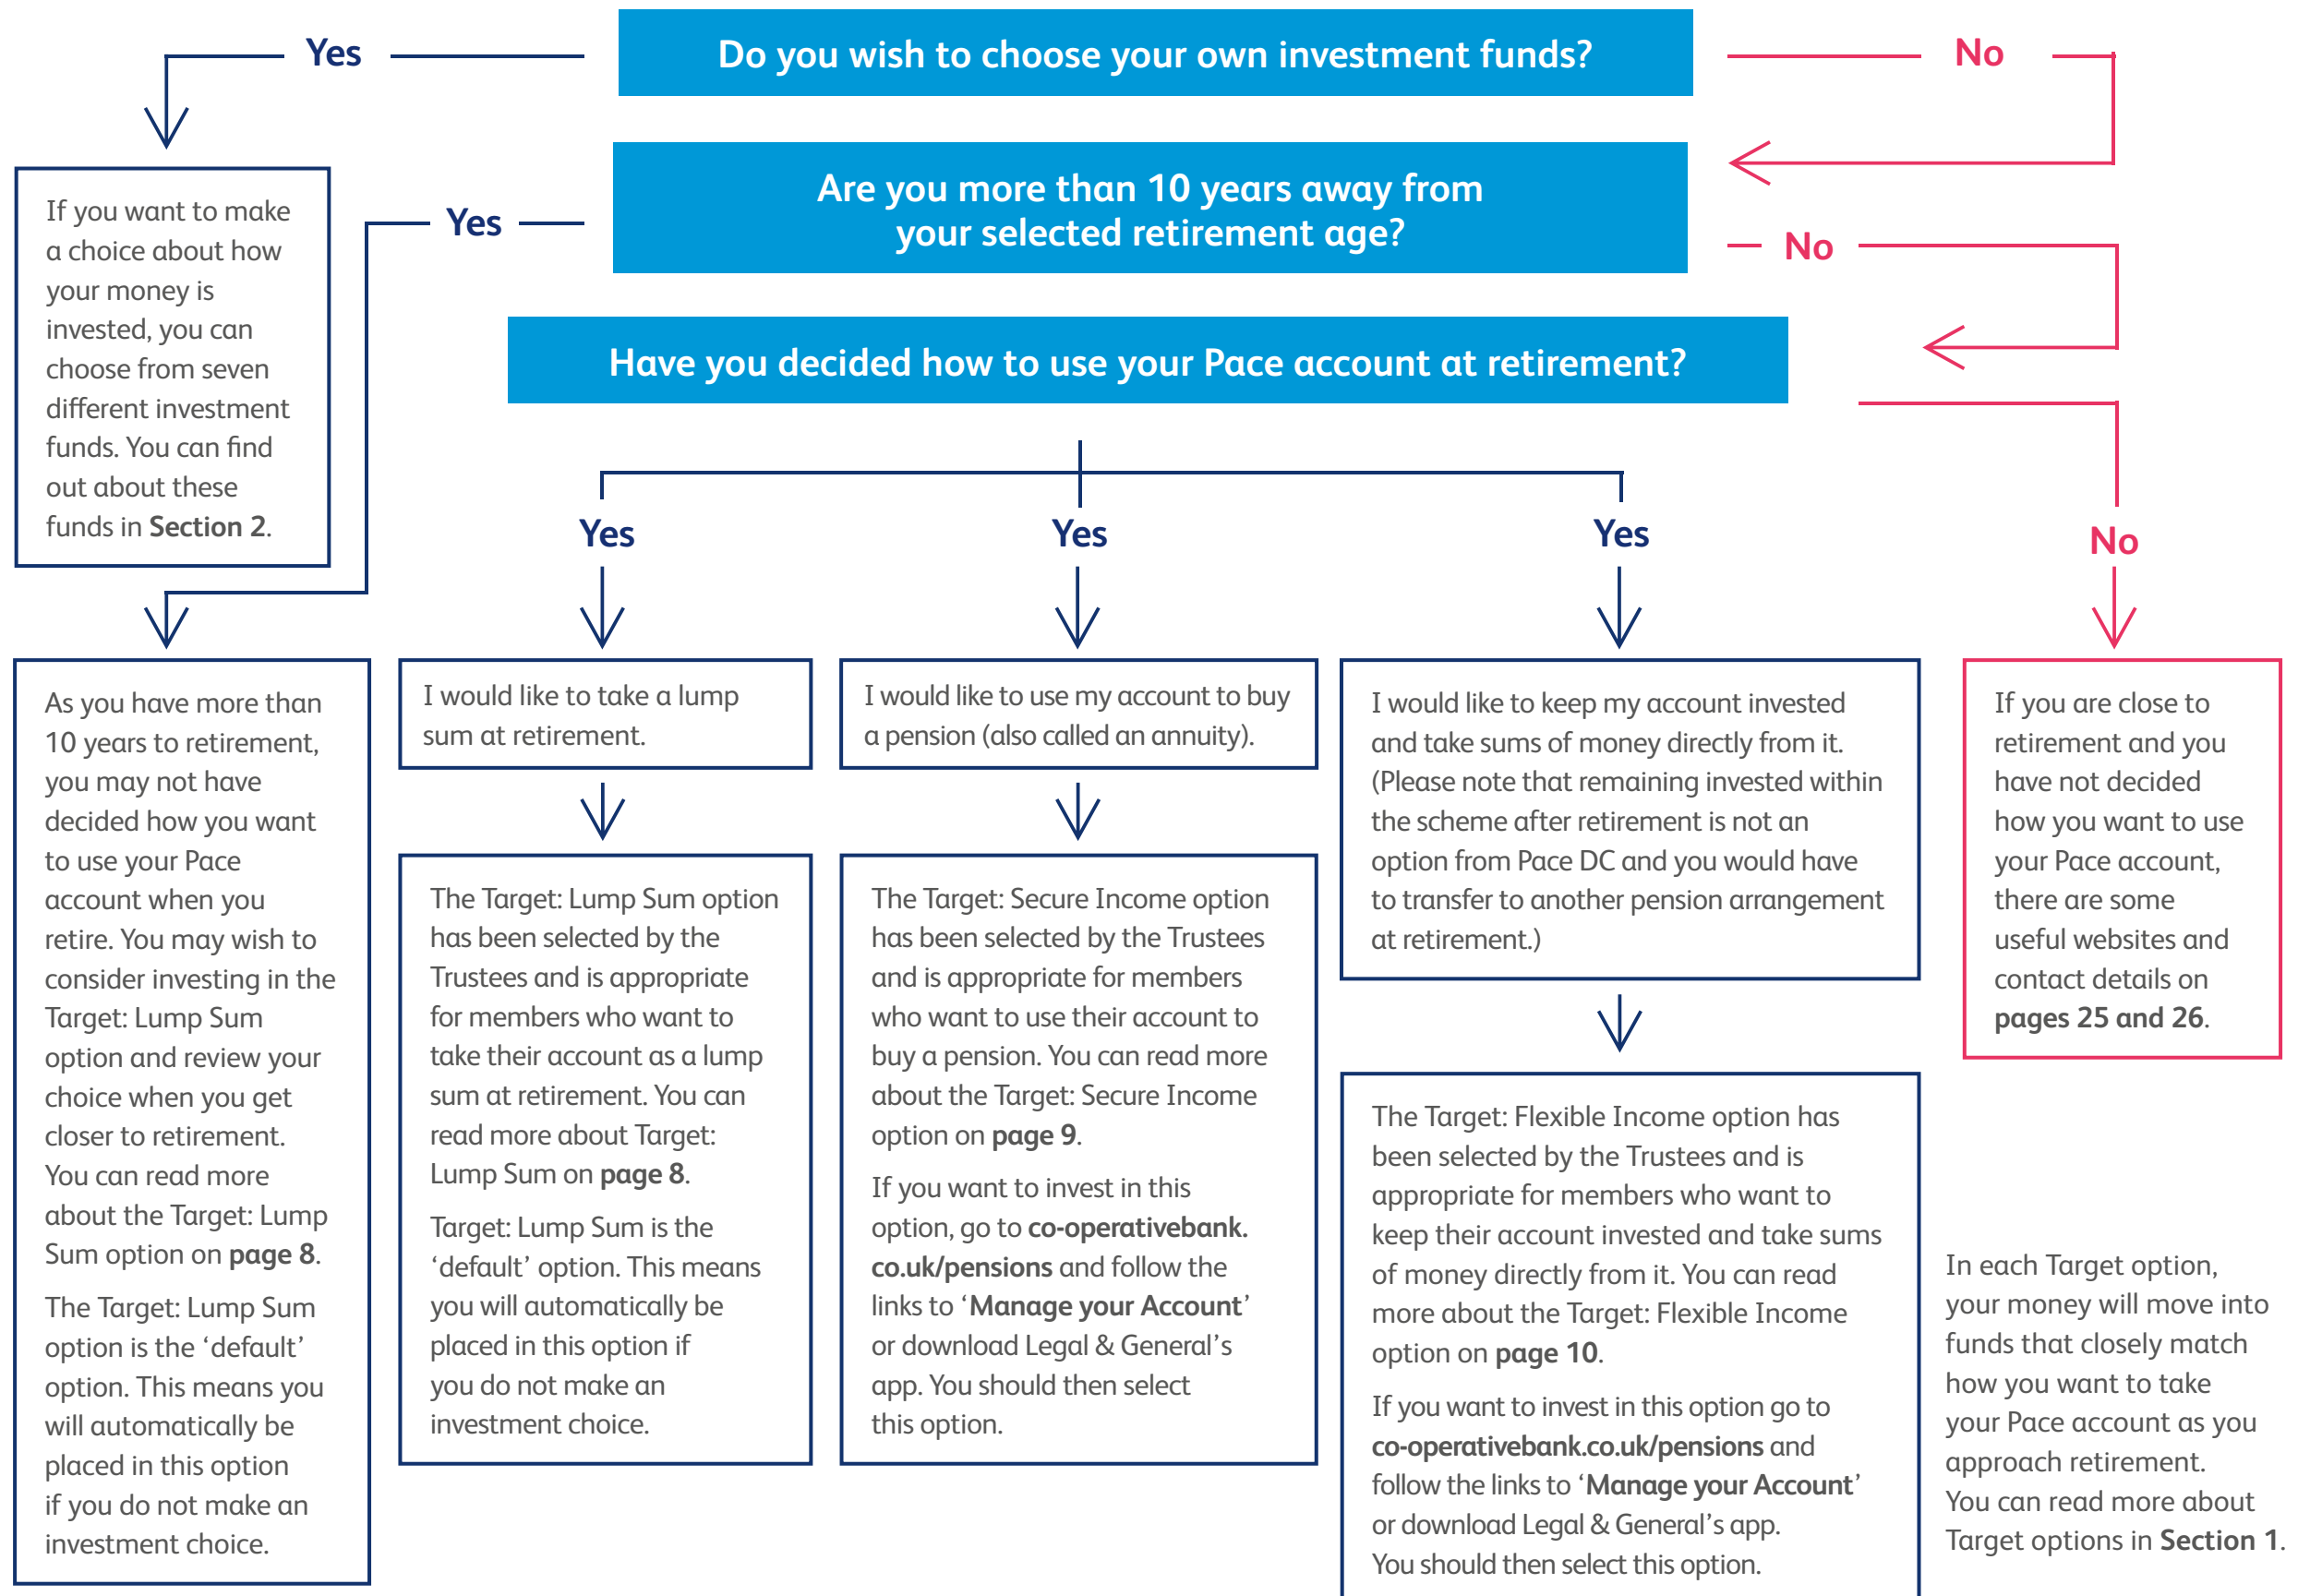 Yes
Do you wish to choose your own investment funds?
No
Are you more than 10 years away from
your selected retirement age?
Yes
No
If you want to make
a choice about how
your money is
invested, you can
choose from seven
different investment
funds. You can find
out about these
funds in Section 2.
Have you decided how to use your Pace account at retirement?
Yes
Yes
Yes
No
As you have more than
10 years to retirement,
you may not have
decided how you want
to use your Pace
account when you
retire. You may wish to
consider investing in the
Target: Lump Sum
option and review your
choice when you get
closer to retirement.
You can read more
about the Target: Lump
Sum option on page 8.
The Target: Lump Sum
option is the ‘default’
option. This means you
will automatically be
placed in this option
if you do not make an
investment choice.
I would like to take a lump
sum at retirement.
The Target: Lump Sum option
has been selected by the
Trustees and is appropriate
for members who want to
take their account as a lump
sum at retirement. You can
read more about Target:
Lump Sum on page 8.
Target: Lump Sum is the
‘default’ option. This means
you will automatically be
placed in this option if
you do not make an
investment choice.
I would like to use my account to buy
a pension (also called an annuity).
The Target: Secure Income option
has been selected by the Trustees
and is appropriate for members
who want to use their account to
buy a pension. You can read more
about the Target: Secure Income
option on page 9.
If you want to invest in this
option, go to co-operativebank.
co.uk/pensions and follow the
links to ‘Manage your Account’
or download Legal & General’s
app. You should then select
this option.
I would like to keep my account invested
and take sums of money directly from it.
(Please note that remaining invested within
the scheme after retirement is not an
option from Pace DC and you would have
to transfer to another pension arrangement
at retirement.)
The Target: Flexible Income option has
been selected by the Trustees and is
appropriate for members who want to
keep their account invested and take sums
of money directly from it. You can read
more about the Target: Flexible Income
option on page 10.
If you want to invest in this option go to
co-operativebank.co.uk/pensions and
follow the links to ‘Manage your Account’
or download Legal & General’s app.
You should then select this option.
If you are close to
retirement and you
have not decided
how you want to use
your Pace account,
there are some
useful websites and
contact details on
pages 25 and 26.
In each Target option,
your money will move into
funds that closely match
how you want to take
your Pace account as you
approach retirement.
You can read more about
Target options in Section 1.